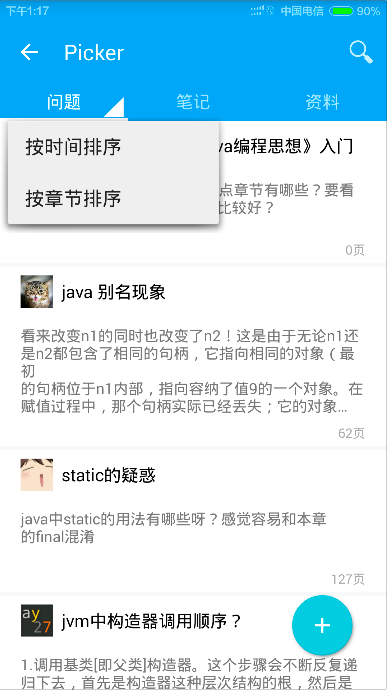 下午1:17
中国电信 90%
Picker
问题 笔记 资料
按时间排序
按章节排序
va编程思想》入门
点章节有哪些？要看
比较好？
0页
java 别名现象
看来改变n1的同时也改变了n2！这是由于无论n1还
是n2都包含了相同的句柄，它指向相同的对象（最
初
的句柄位于n1内部，指向容纳了值9的一个对象。在
赋值过程中，那个句柄实际已经丢失；它的对象...
62页
static的疑惑
java中static的用法有哪些呀？感觉容易和本章
的final混淆
127页
ay
27
jvm中构造器调用顺序？
1.调用基类[即父类]构造器。这个步骤会不断反复递
归下去，首先是构造器这种层次结构的根，然后是